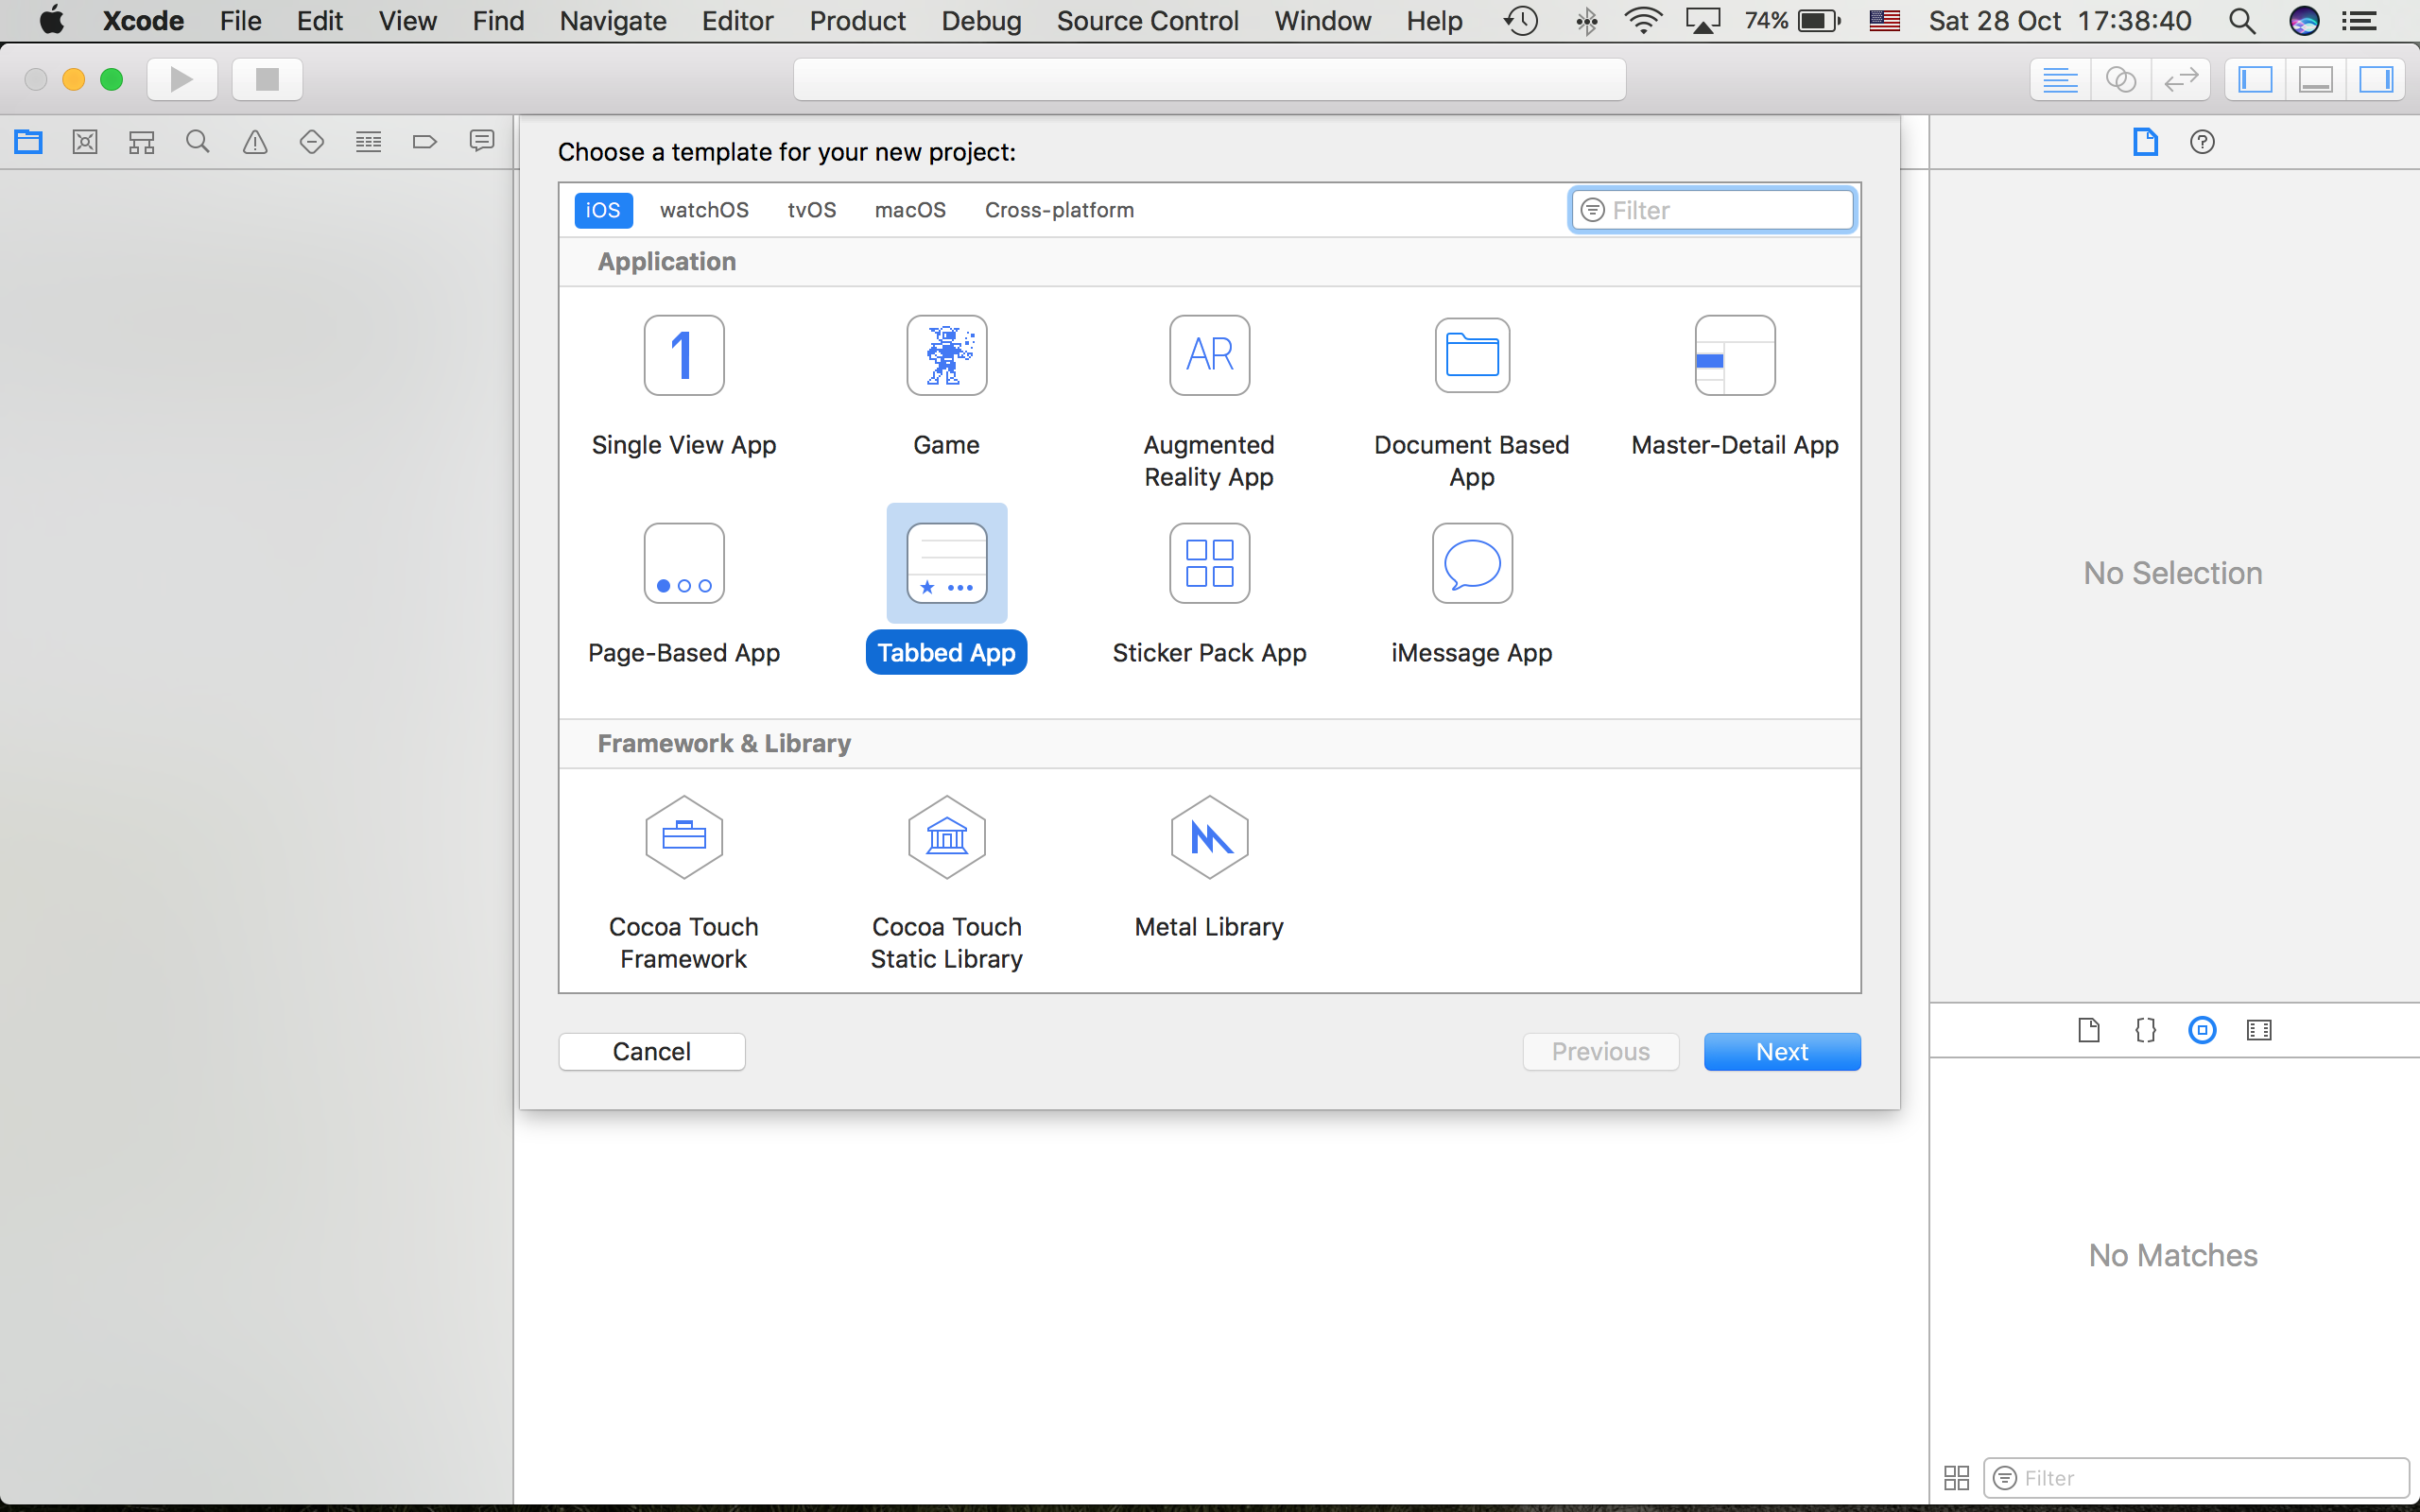 Xcode File Edit View Find Navigate Editor Product Debug Source Control Window Help 74% Sat 28 Oct 17:38:40
Choose a template for your new project:
iOS watchOS tvOS macOS Cross-platform Filter
Application
1
AR
Single View App
Game
Augmented
Reality App
Document Based
App
Master-Detail App
Page-Based App
Tabbed App
Sticker Pack App
iMessage App
Framework & Library
Cocoa Touch
Framework
Cocoa Touch
Static Library
Metal Library
Cancel
Previous
Next
No Selection
{}
No Matches
Filter